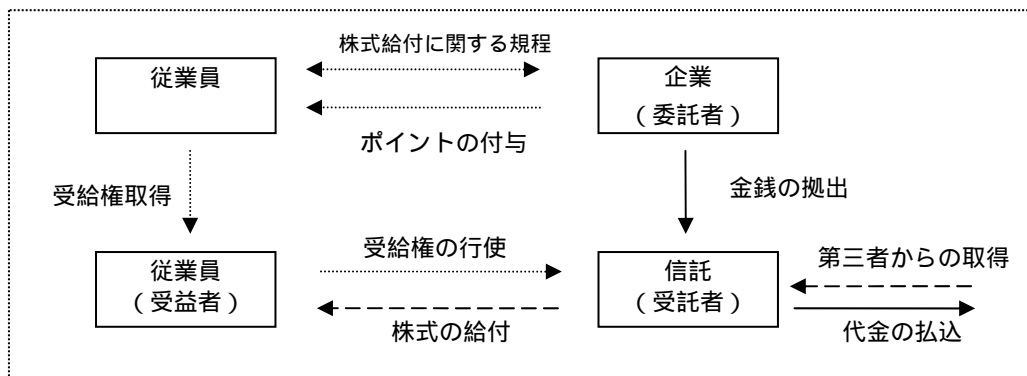 株式給付に関する規程
従業員
企業
(委託者)
ポイントの付与
受給権取得
金銭の拠出
従業員
(受益者)
受給権の行使
株式の給付
信託
(受託者)
第三者からの取得
代金の払込